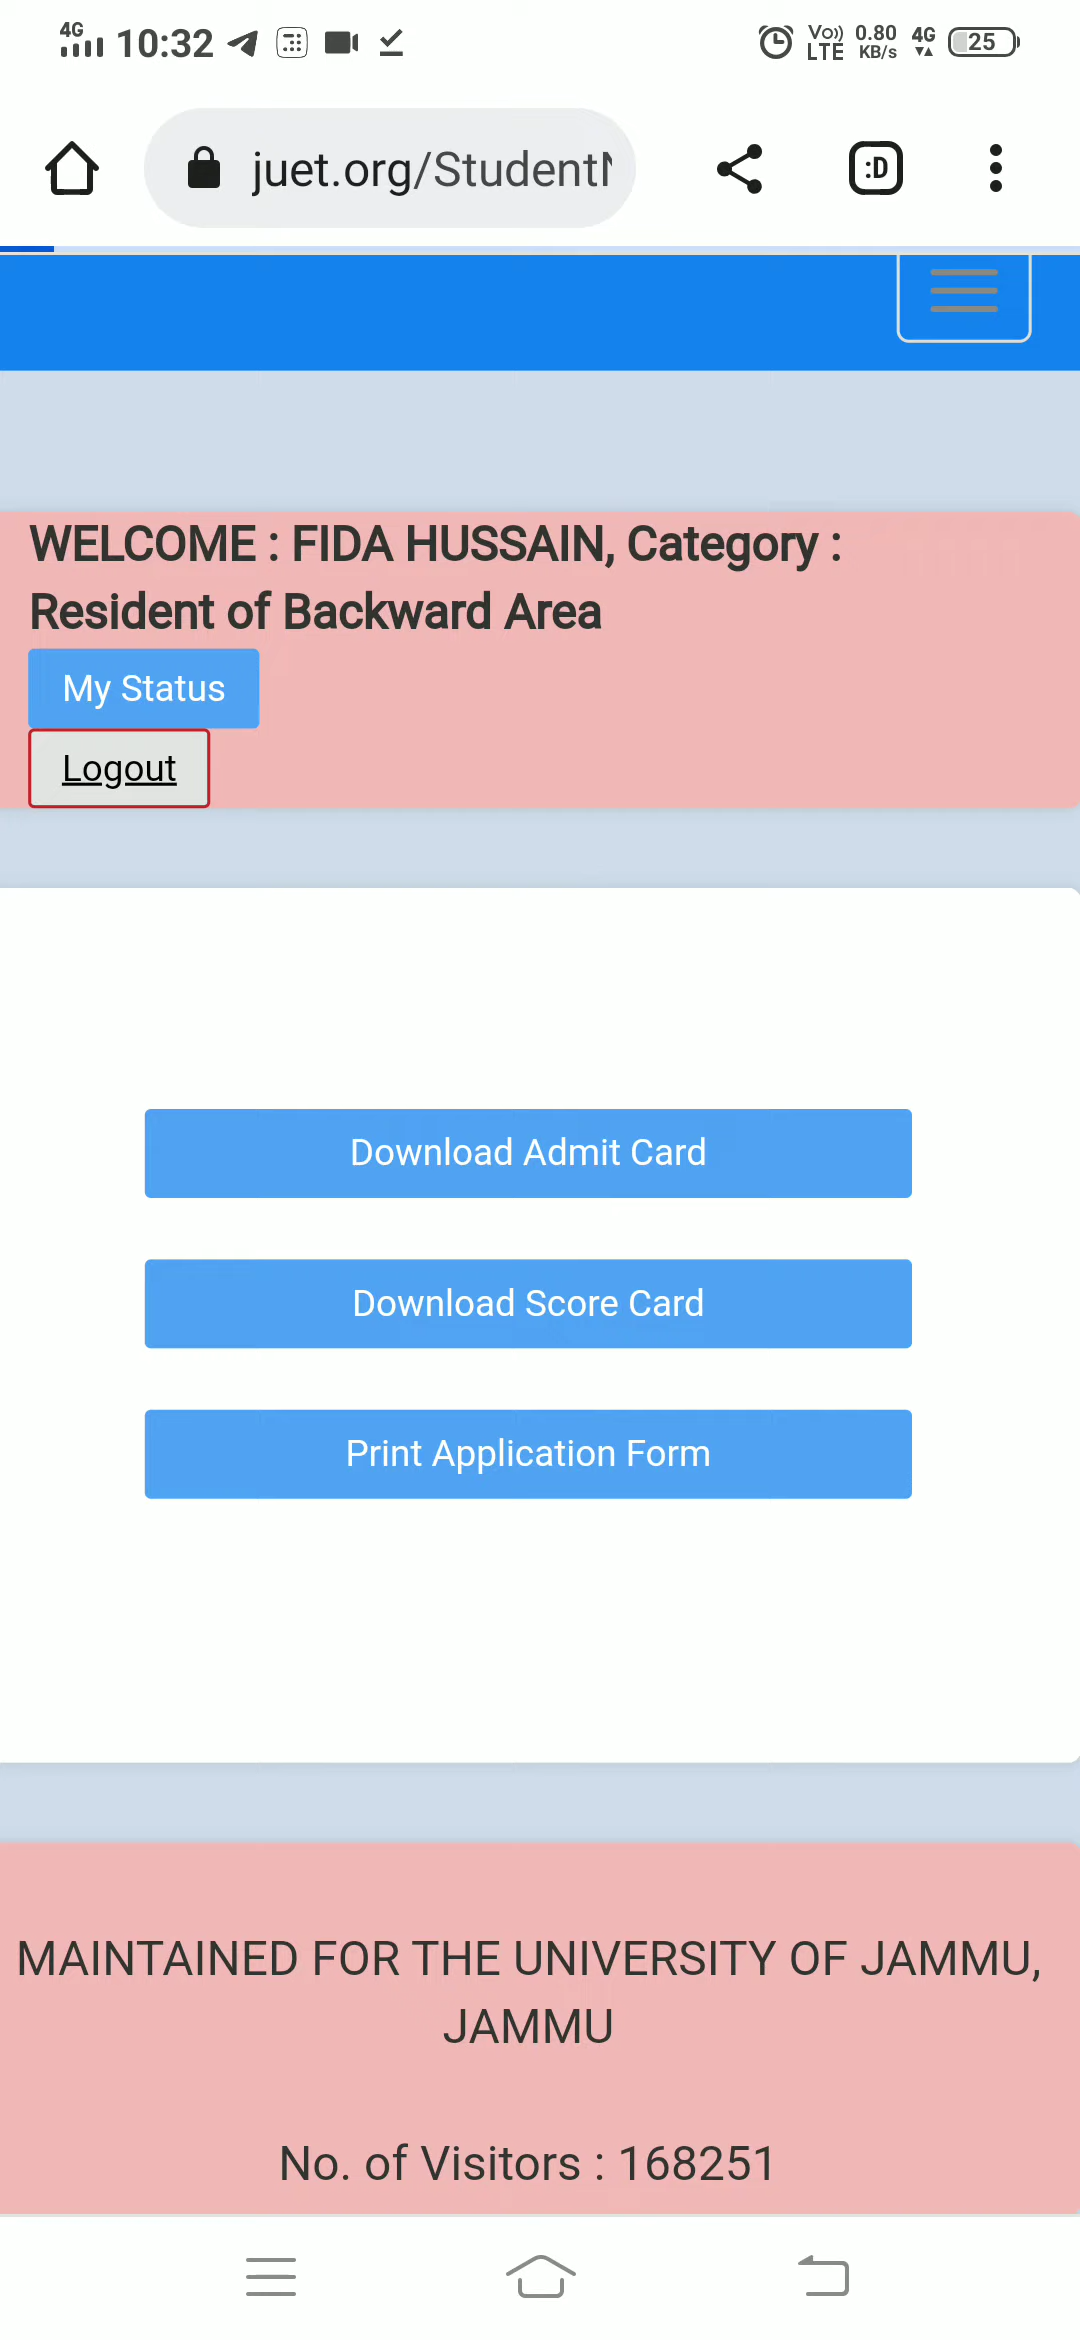 4G 10:32 Vo)) LTE 0.80 KB/s 4G 25
juet.org/Student :D
WELCOME : FIDA HUSSAIN, Category :
Resident of Backward Area
My Status
Logout
Download Admit Card
Download Score Card
Print Application Form
MAINTAINED FOR THE UNIVERSITY OF JAMMU,
JAMMU
No. of Visitors : 168251